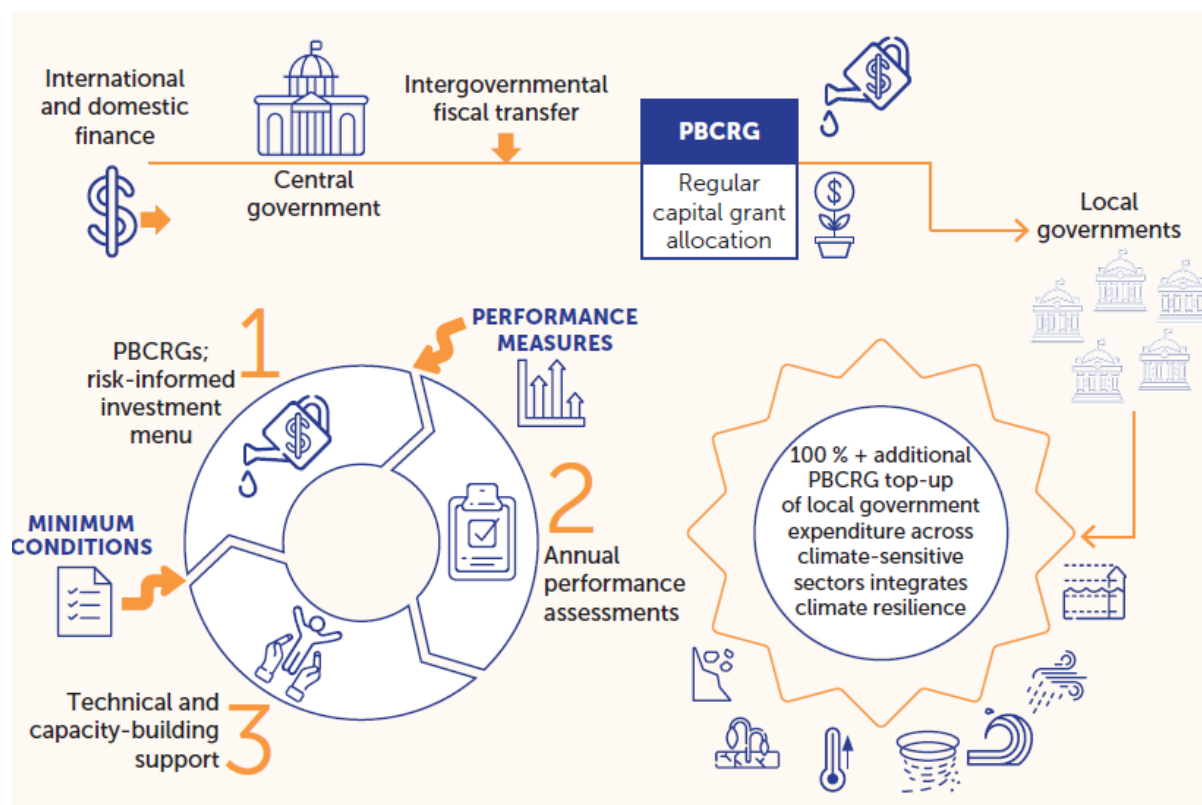 International
and domestic
finance
Central
government
Intergovernmental
fiscal transfer
PBCRG
Regular
capital grant
allocation
Local
governments
1
PBCRGs;
risk-informed
investment
menu
PERFORMANCE
MEASURES
2
Annual
performance
assessments
MINIMUM
CONDITIONS
3
Technical and
capacity-building
support
100 % + additional
PBCRG top-up
of local government
expenditure across
climate-sensitive
sectors integrates
climate resilience